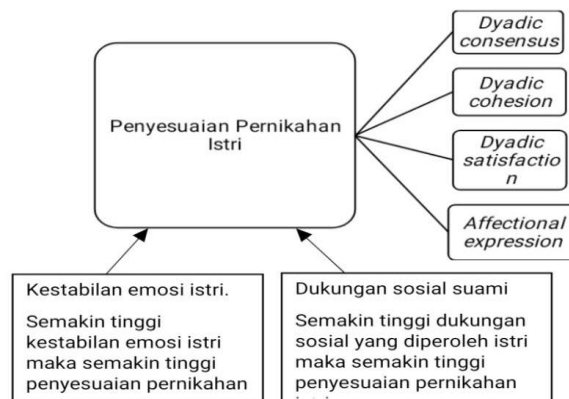 Dyadic
consensus
Dyadic
cohesion
Penyesuaian Pernikahan
Istri
Dyadic
satisfactio
n
Affectional
expression
Kestabilan emosi istri.
Semakin tinggi
kestabilan emosi istri
maka semakin tinggi
penyesuaian pernikahan
Dukungan sosial suami
Semakin tinggi dukungan
sosial yang diperoleh istri
maka semakin tinggi
penyesuaian pernikahan